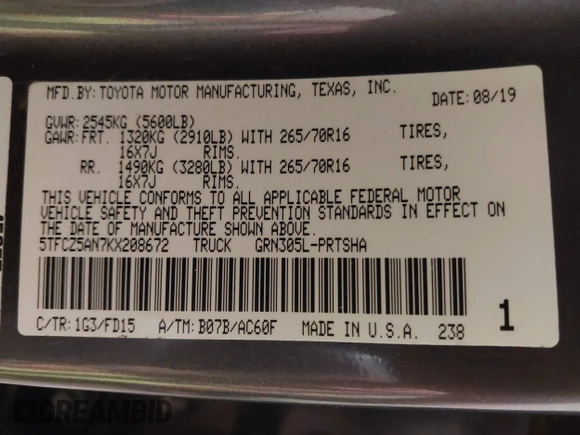 MFD.BY: TOYOTA MOTOR MANUFACTURING, TEXAS, INC.
DATE: 08/19
GVWR: 2545KG (5600LB)
GAWR: FRT. 1320KG (2910LB) WITH 265/70R16 TIRES,
16X7J RIMS.
RR. 1490KG (3280LB) WITH 265/70R16 TIRES,
16X7J RIMS.
THIS VEHICLE CONFORMS TO ALL APPLICABLE FEDERAL MOTOR
VEHICLE SAFETY AND THEFT PREVENTION STANDARDS IN EFFECT ON
THE DATE OF MANUFACTURE SHOWN ABOVE.
5TFCZ5AN7KX208672 TRUCK GRN305L-PRTSHA
C/TR: 1G3/FD15 A/TM: B07B/AC60F MADE IN U.S.A. 238 1
DREAMBID